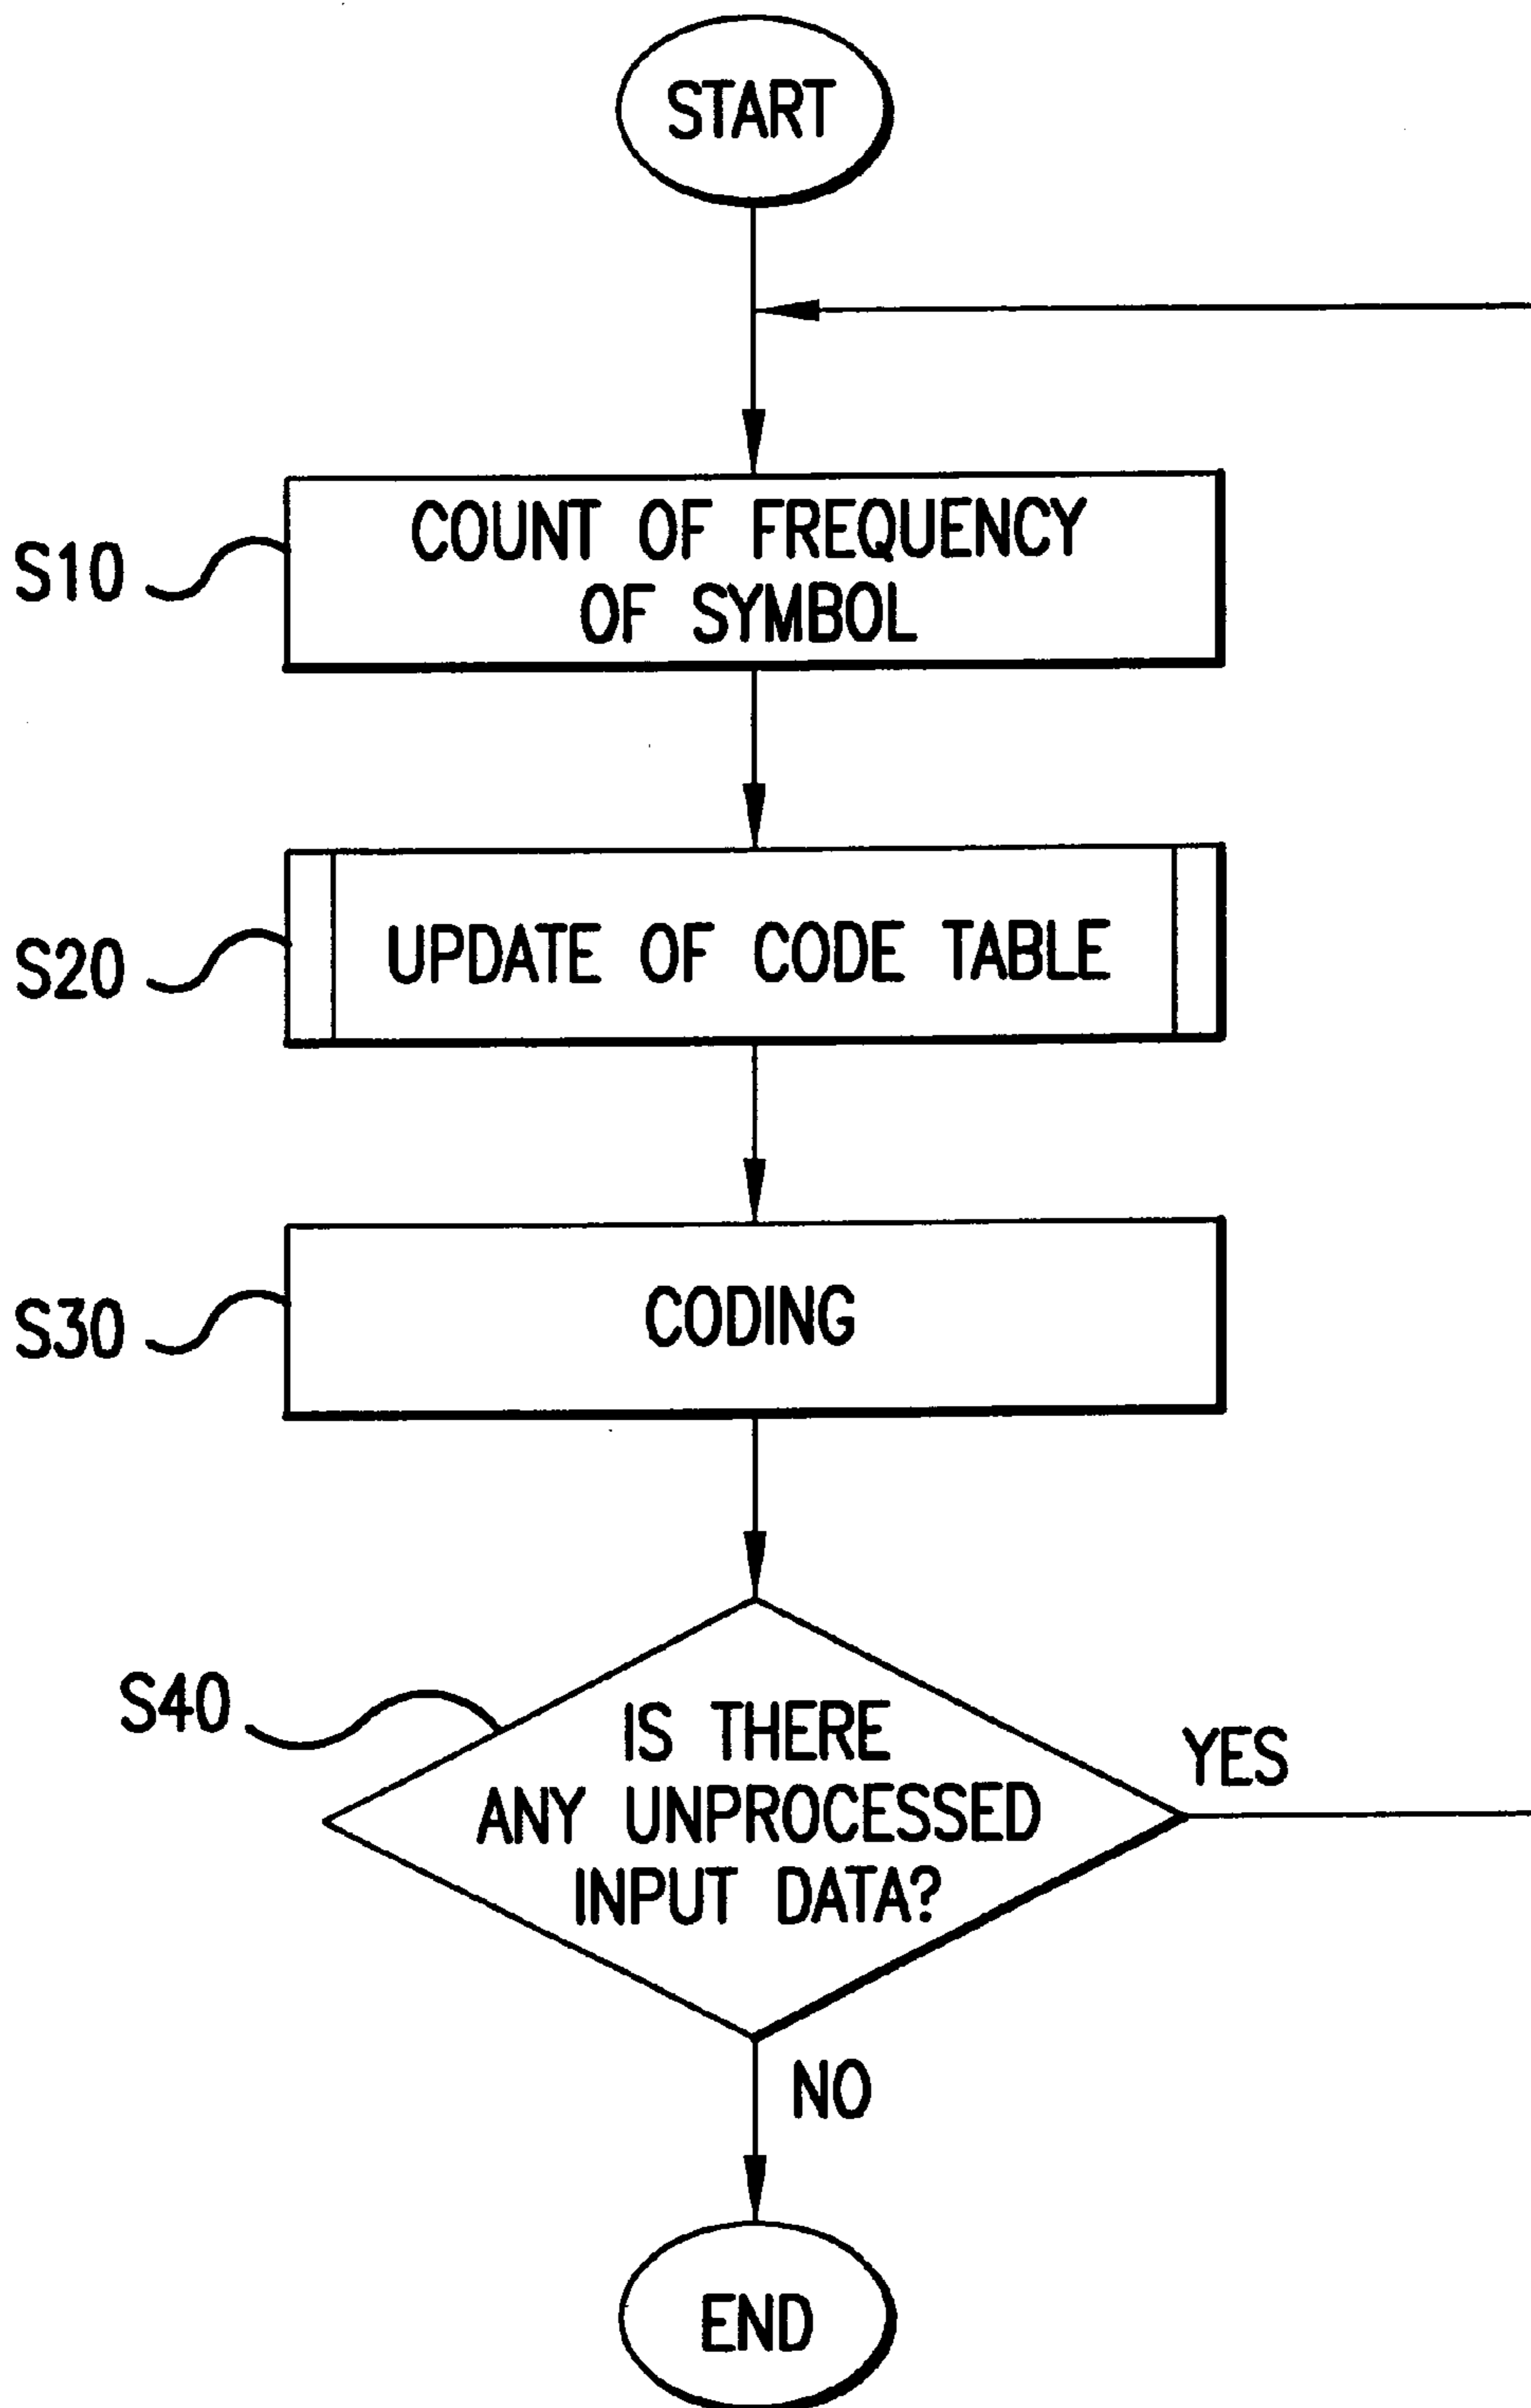 START
S10
COUNT OF FREQUENCY
OF SYMBOL
S20
UPDATE OF CODE TABLE
S30
CODING
S40
IS THERE
ANY UNPROCESSED
INPUT DATA?
YES
NO
END